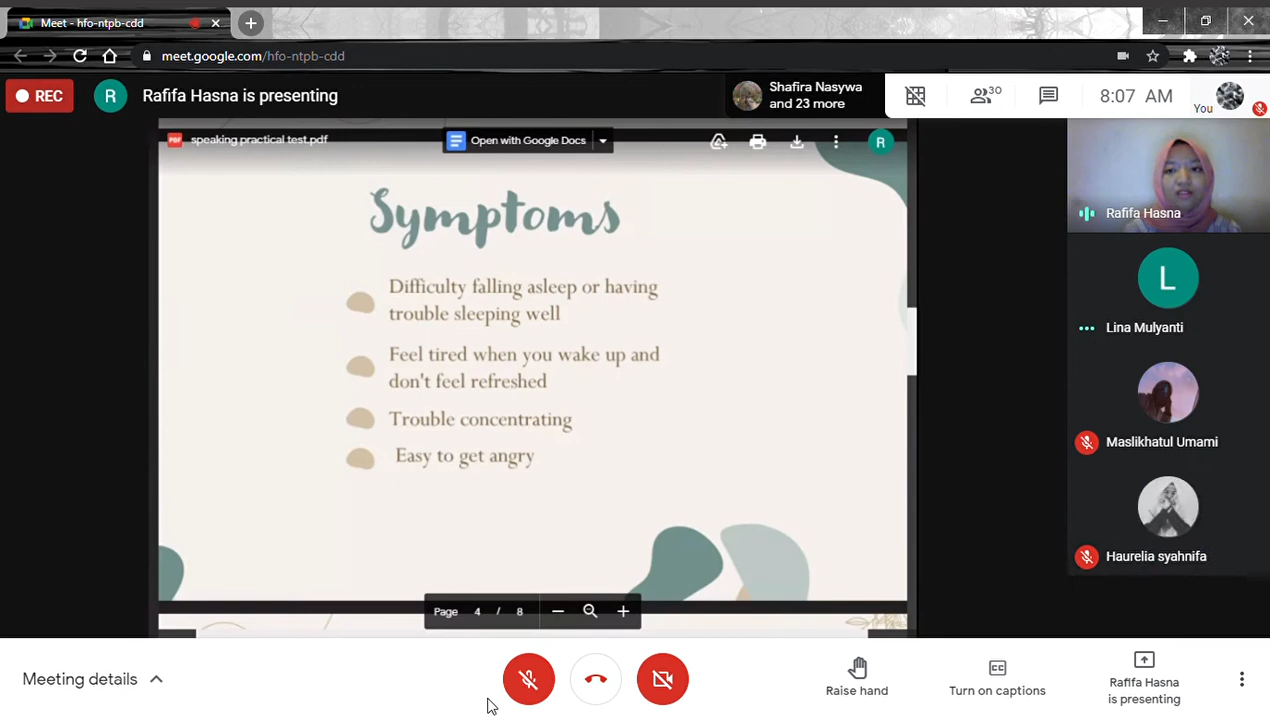 Meet - hfo-ntpb-cdd
meet.google.com/hfo-ntpb-cdd
REC
R
Rafifa Hasna is presenting
Shafira Nasywa
and 23 more
30
8:07 AM
You
PDF
speaking practical test.pdf
Open with Google Docs
R
Symptoms
Difficulty falling asleep or having
trouble sleeping well
Feel tired when you wake up and
don't feel refreshed
Trouble concentrating
Easy to get angry
Page 4 / 8
Rafifa Hasna
L
Lina Mulyanti
Maslikhatul Umami
Haurelia syahnifa
Meeting details
Raise hand
CC
Turn on captions
Rafifa Hasna
is presenting